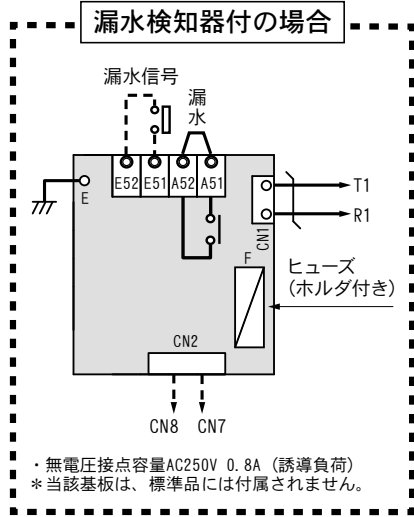 漏水検知器付の場合
漏水信号
漏水
E52 E51 A52 A51
E
T1
R1
CN1
F
ヒューズ
(ホルダ付き)
CN2
CN8 CN7
・無電圧接点容量AC250V 0.8A (誘導負荷)
＊当該基板は、標準品には付属されません。